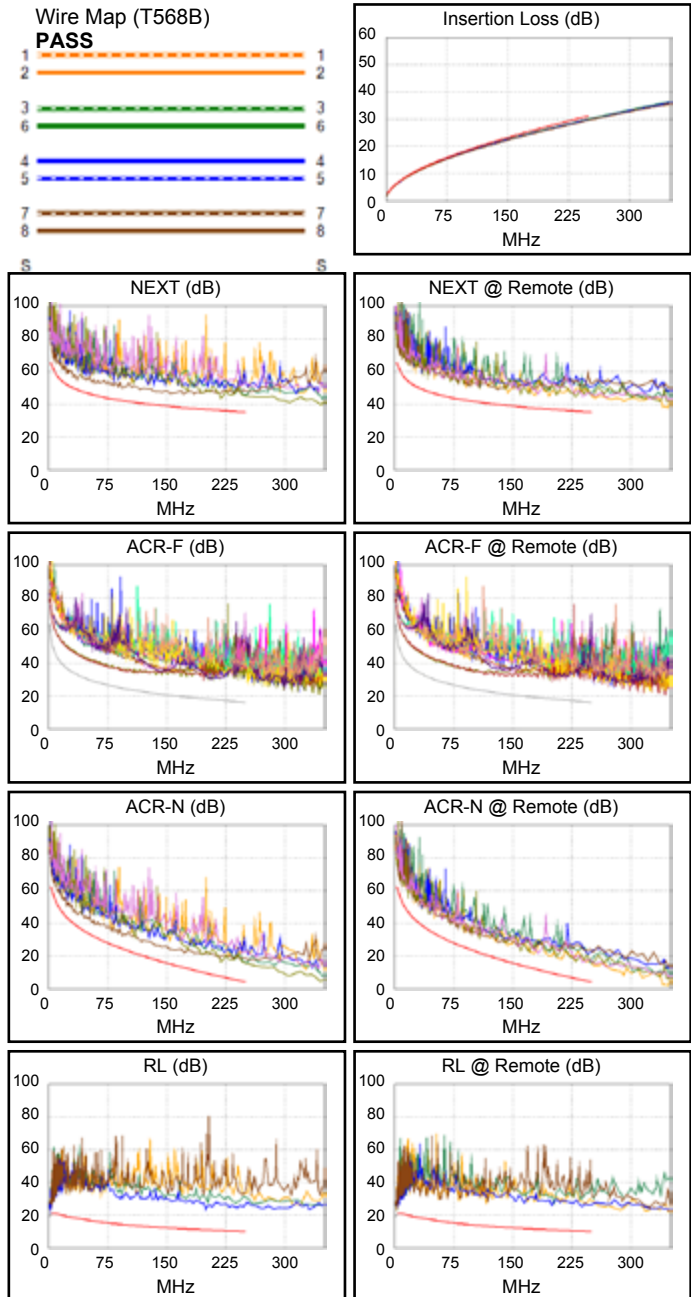 Wire Map (T568B)
PASS
1 1
2 2
3 3
6 6
4 4
5 5
7 7
8 8
S S
Insertion Loss (dB)
60
50
40
30
20
10
0
0 75 150 225 300
MHz
NEXT (dB)
100
80
60
40
20
0
0 75 150 225 300
MHz
NEXT @ Remote (dB)
100
80
60
40
20
0
0 75 150 225 300
MHz
ACR-F (dB)
100
80
60
40
20
0
0 75 150 225 300
MHz
ACR-F @ Remote (dB)
100
80
60
40
20
0
0 75 150 225 300
MHz
ACR-N (dB)
100
80
60
40
20
0
0 75 150 225 300
MHz
ACR-N @ Remote (dB)
100
80
60
40
20
0
0 75 150 225 300
MHz
RL (dB)
100
80
60
40
20
0
0 75 150 225 300
MHz
RL @ Remote (dB)
100
80
60
40
20
0
0 75 150 225 300
MHz